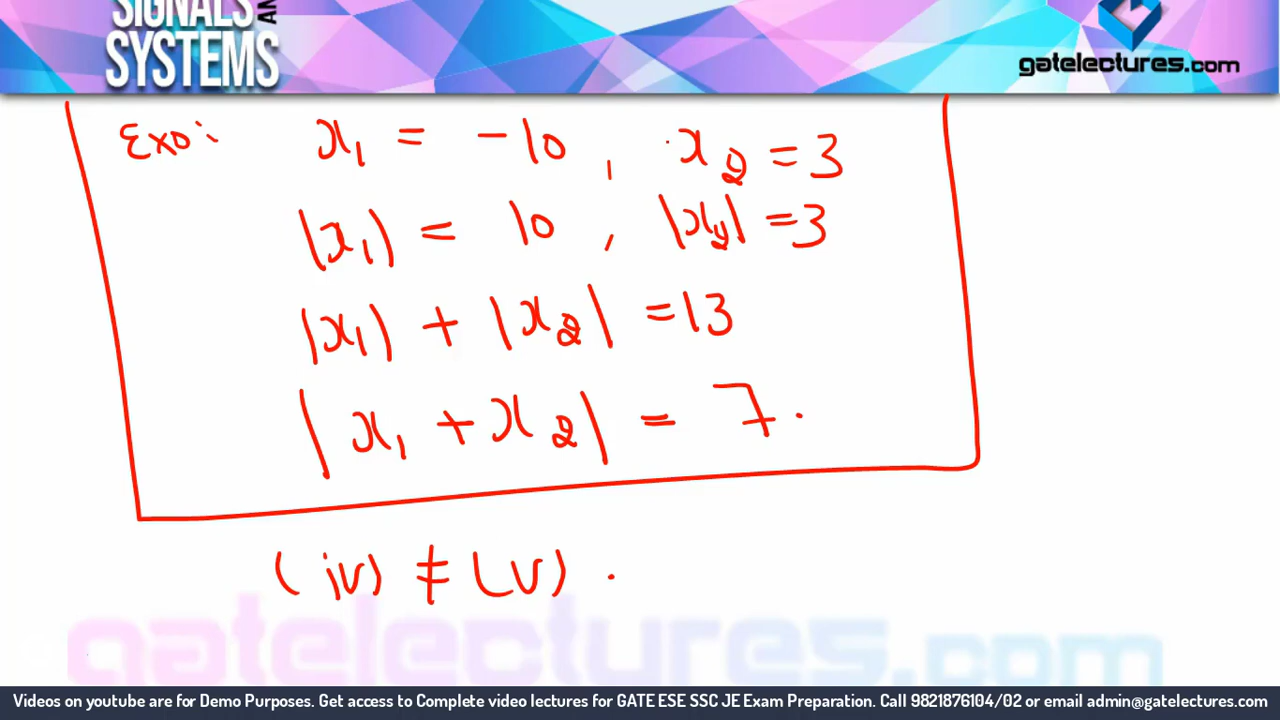 SIGNALS AN
SYSTEMS
gatelectures.com
Exo: x₁ = -10 , x₂ = 3
|x₁| = 10 , |x₂| = 3
|x₁| + |x₂| = 13
|x₁ + x₂| = 7.
(iv) ≠ (v) .
gatelectures.com
Videos on youtube are for Demo Purposes. Get access to Complete video lectures for GATE ESE SSC JE Exam Preparation. Call 9821876104/02 or email admin@gatelectures.com